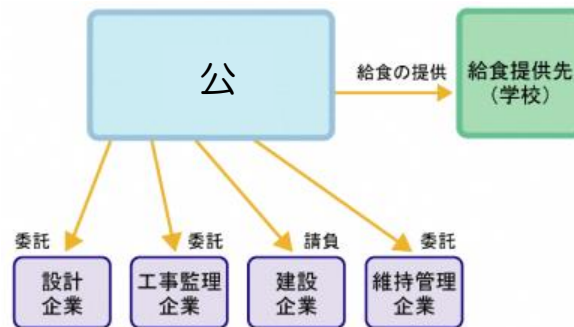 公
給食の提供
給食提供先
（学校）
委託
委託
請負
委託
設計
企業
工事監理
企業
建設
企業
維持管理
企業